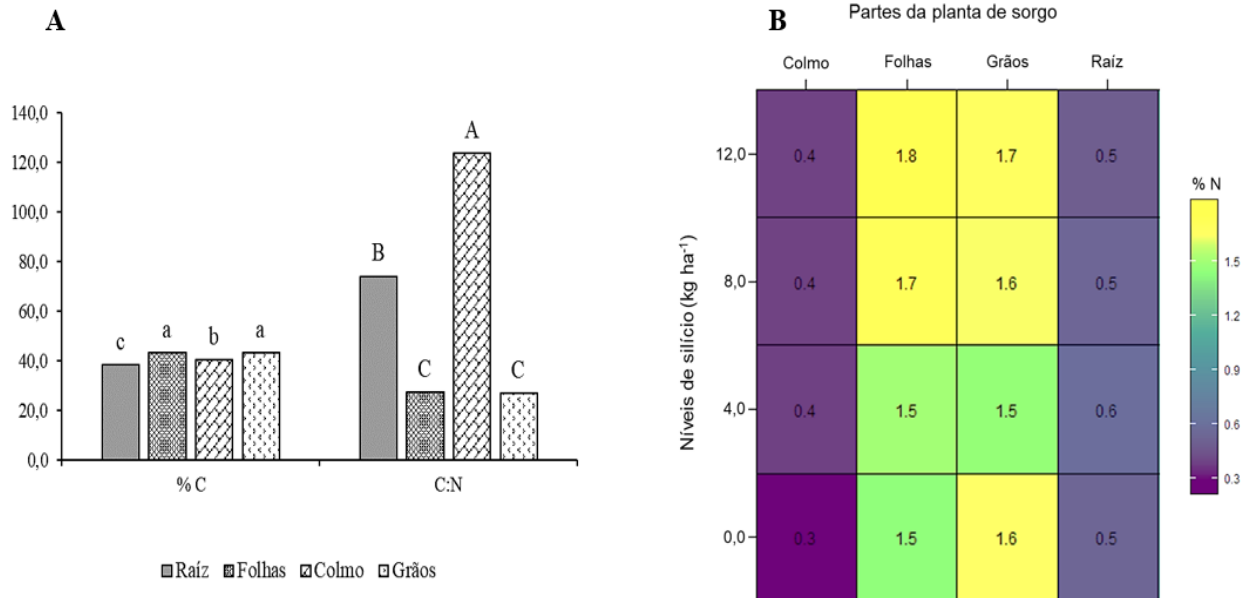 A
140,0
120,0
100,0
80,0
60,0
40,0
20,0
0,0
c
a
b
a
B
C
A
C
% C
C:N
Raíz Folhas Colmo Grãos
B
Partes da planta de sorgo
Colmo Folhas Grãos Raíz
Níveis de silício (kg ha⁻¹)
12,0 0.4 1.8 1.7 0.5
8,0 0.4 1.7 1.6 0.5
4,0 0.4 1.5 1.5 0.6
0,0 0.3 1.5 1.6 0.5
% N
1.5
1.2
0.9
0.6
0.3